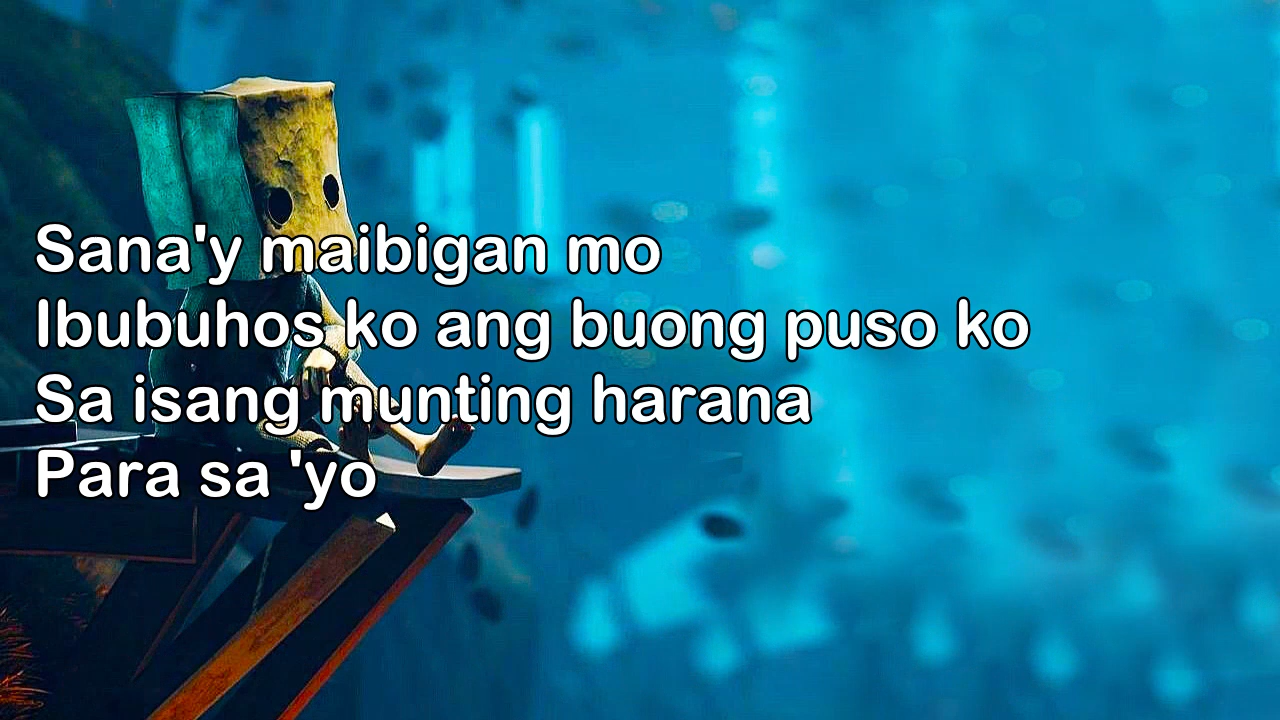 Sana'y maibigan mo
Ibubuhos ko ang buong puso ko
Sa isang munting harana
Para sa 'yo